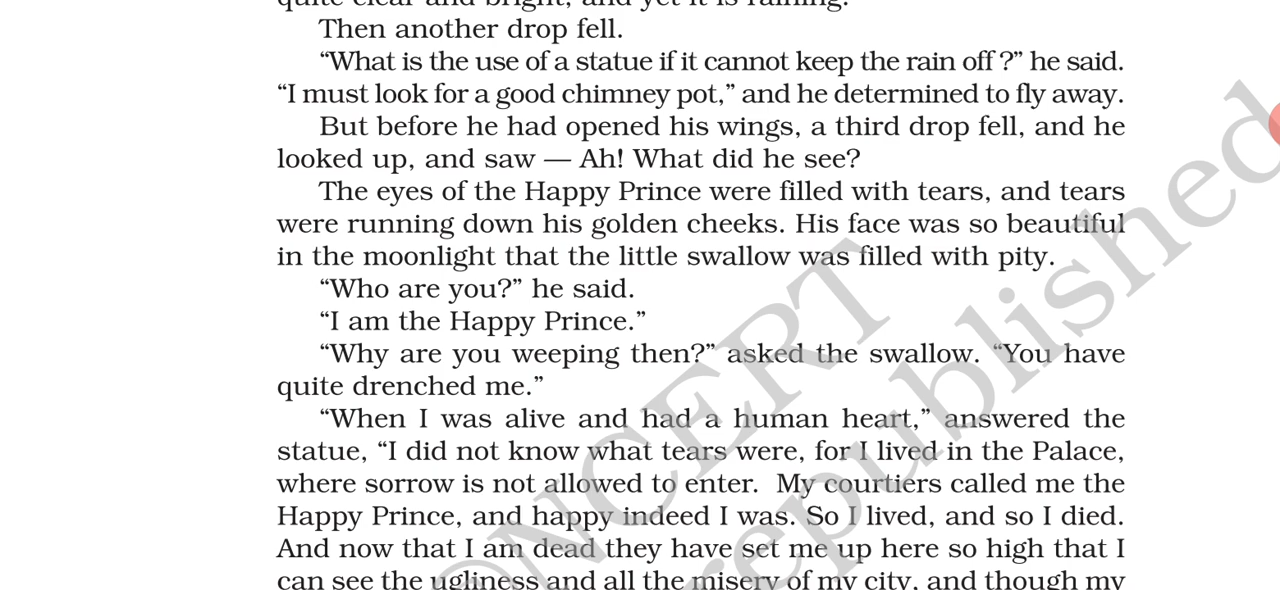 quite clear and bright, and yet it is raining.
Then another drop fell.
“What is the use of a statue if it cannot keep the rain off ?” he said.
“I must look for a good chimney pot,” and he determined to fly away.
But before he had opened his wings, a third drop fell, and he
looked up, and saw — Ah! What did he see?
The eyes of the Happy Prince were filled with tears, and tears
were running down his golden cheeks. His face was so beautiful
in the moonlight that the little swallow was filled with pity.
“Who are you?” he said.
“I am the Happy Prince.”
“Why are you weeping then?” asked the swallow. “You have
quite drenched me.”
“When I was alive and had a human heart,” answered the
statue, “I did not know what tears were, for I lived in the Palace,
where sorrow is not allowed to enter.  My courtiers called me the
Happy Prince, and happy indeed I was. So I lived, and so I died.
And now that I am dead they have set me up here so high that I
can see the ugliness and all the misery of my city, and though my
NCERT
republished